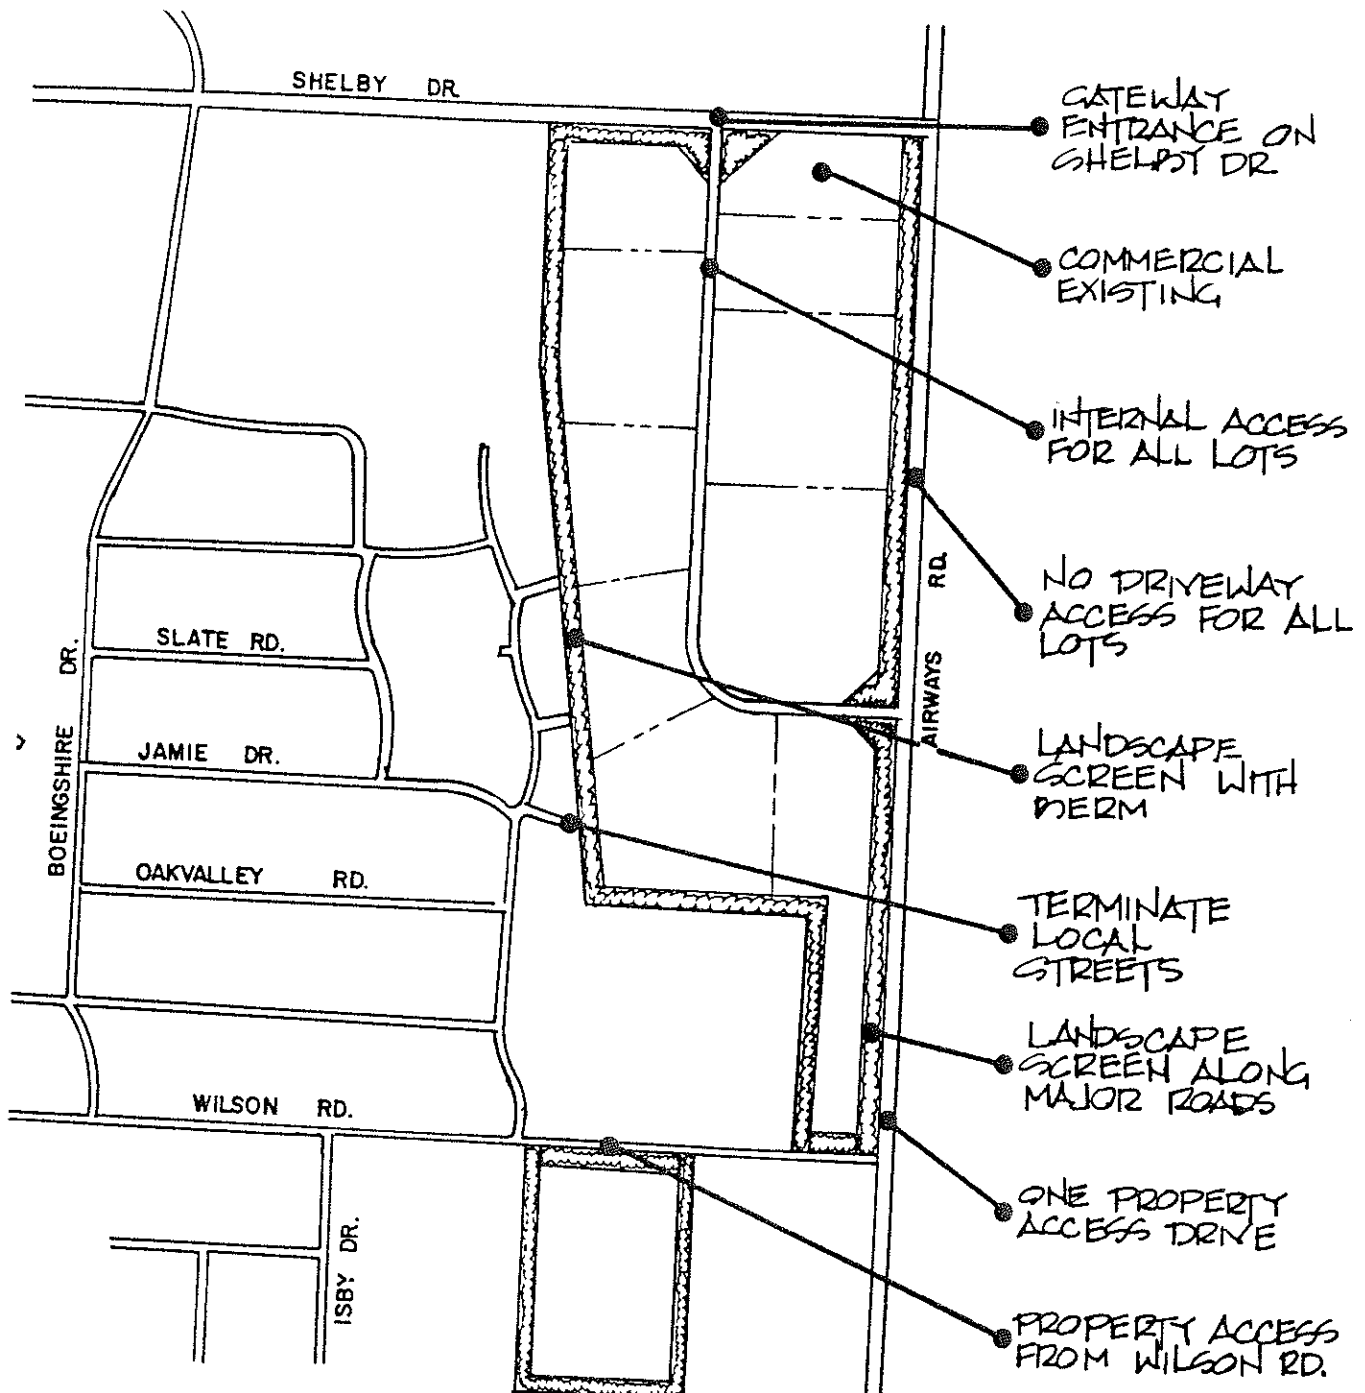 SHELBY DR.
GATEWAY
ENTRANCE ON
SHELBY DR
COMMERCIAL
EXISTING
INTERNAL ACCESS
FOR ALL LOTS
NO DRIVEWAY
ACCESS FOR ALL
LOTS
RD.
AIRWAYS
SLATE RD.
BOEINGSHIRE DR.
JAMIE DR.
LANDSCAPE
SCREEN WITH
BERM
OAKVALLEY RD.
TERMINATE
LOCAL
STREETS
LANDSCAPE
SCREEN ALONG
MAJOR ROADS
WILSON RD.
ONE PROPERTY
ACCESS DRIVE
ISBY DR.
PROPERTY ACCESS
FROM WILSON RD.